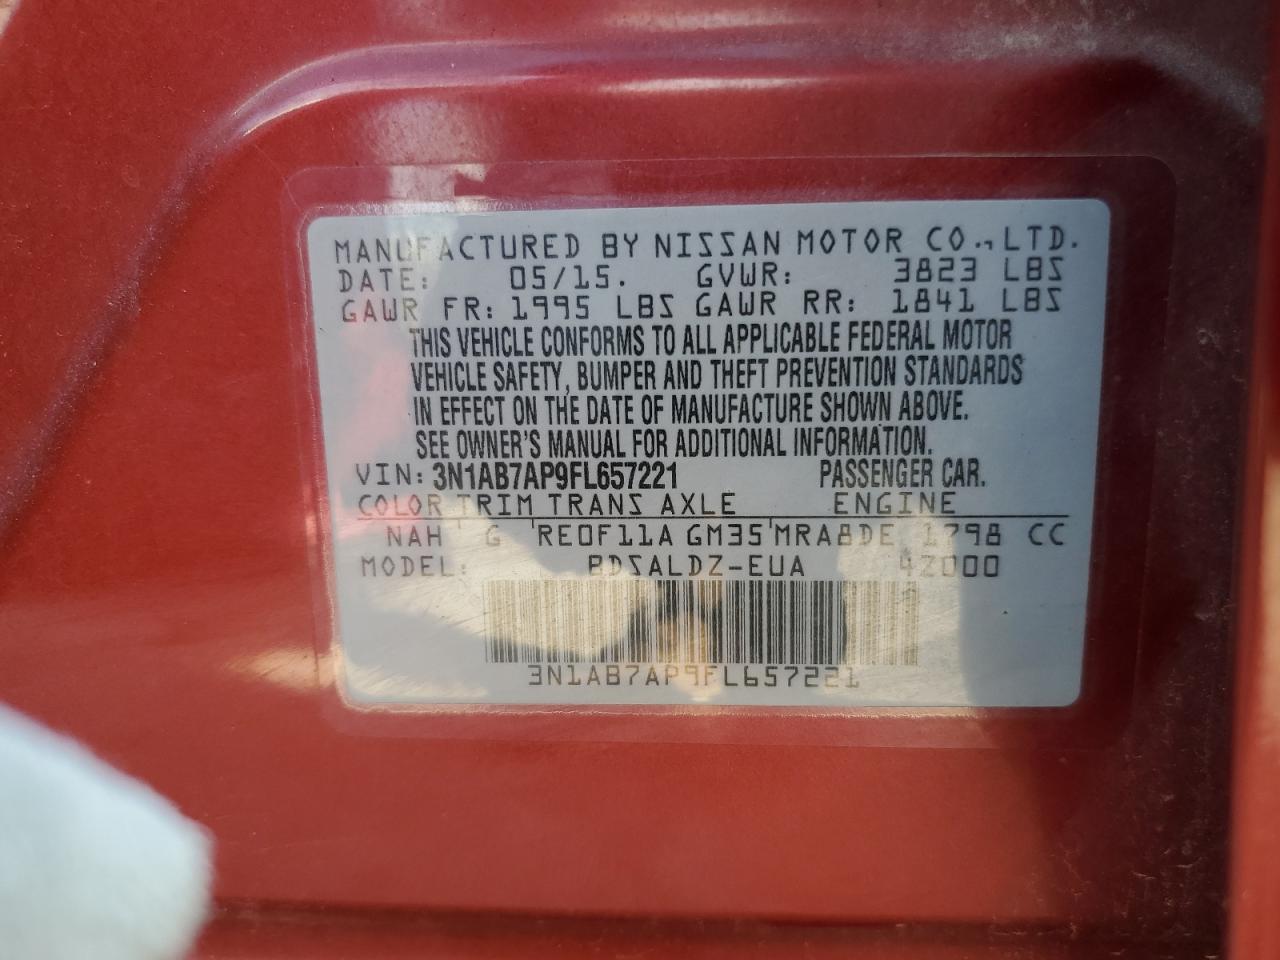 MANUFACTURED BY NISSAN MOTOR CO., LTD.
DATE: 05/15. GVWR: 3823 LBS
GAWR FR: 1995 LBS GAWR RR: 1841 LBS
THIS VEHICLE CONFORMS TO ALL APPLICABLE FEDERAL MOTOR
VEHICLE SAFETY, BUMPER AND THEFT PREVENTION STANDARDS
IN EFFECT ON THE DATE OF MANUFACTURE SHOWN ABOVE.
SEE OWNER'S MANUAL FOR ADDITIONAL INFORMATION.
VIN: 3N1AB7AP9FL657221 PASSENGER CAR.
COLOR TRIM TRANS AXLE ENGINE
NAH G RE0F11A GM35 MRA8DE 1798 CC
MODEL: BDSALDZ-EUA 42000
3N1AB7AP9FL657221